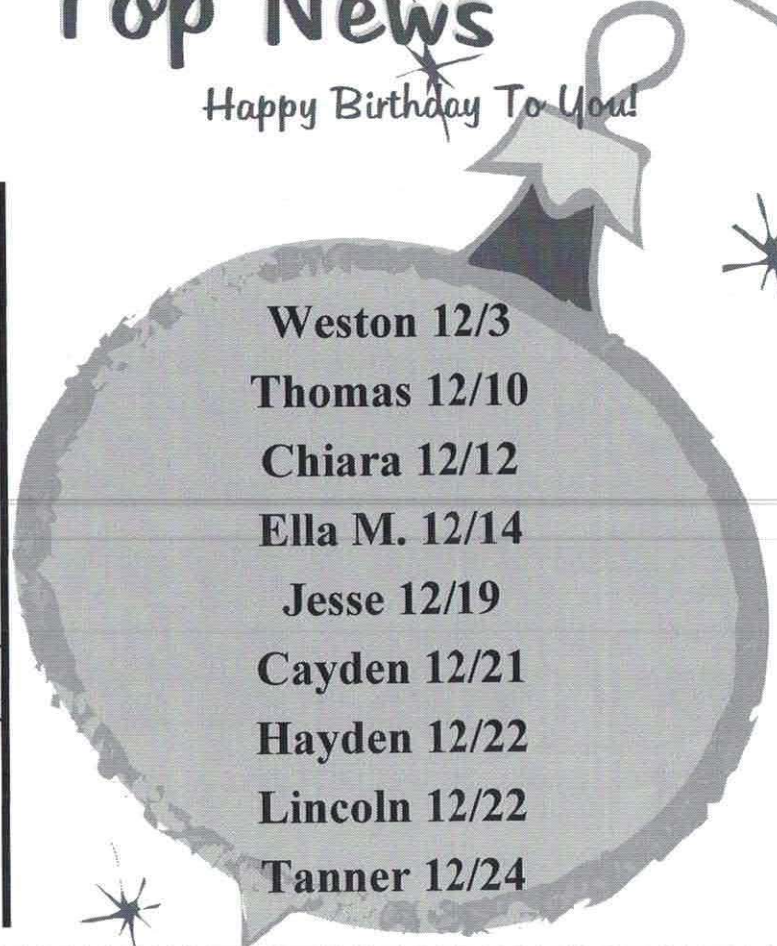 Top News
Happy Birthday To You!
Weston 12/3
Thomas 12/10
Chiara 12/12
Ella M. 12/14
Jesse 12/19
Cayden 12/21
Hayden 12/22
Lincoln 12/22
Tanner 12/24